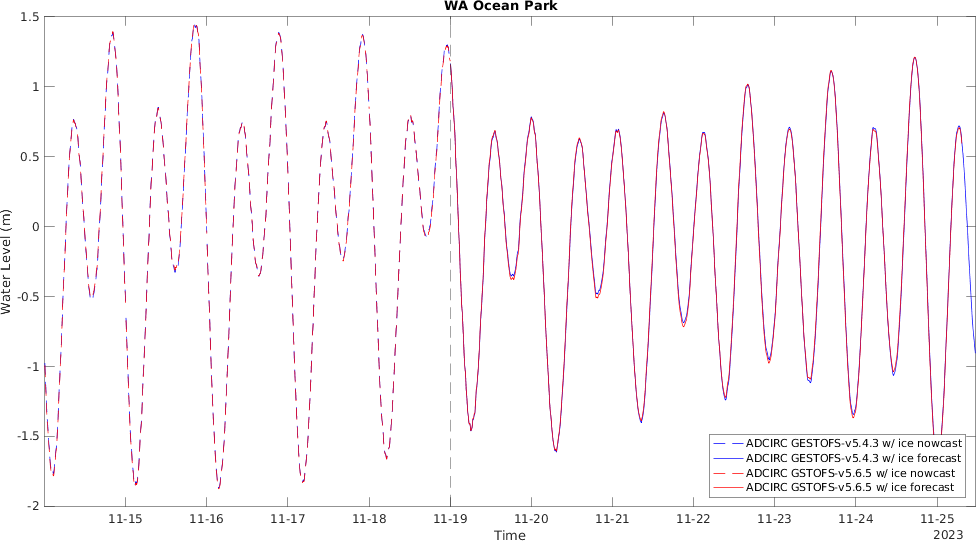 WA Ocean Park
1.5
1
0.5
0
-0.5
-1
-1.5
-2
Water Level (m)
11-15 11-16 11-17 11-18 11-19 11-20 11-21 11-22 11-23 11-24 11-25
Time
2023
ADCIRC GESTOFS-v5.4.3 w/ ice nowcast
ADCIRC GESTOFS-v5.4.3 w/ ice forecast
ADCIRC GSTOFS-v5.6.5 w/ ice nowcast
ADCIRC GSTOFS-v5.6.5 w/ ice forecast